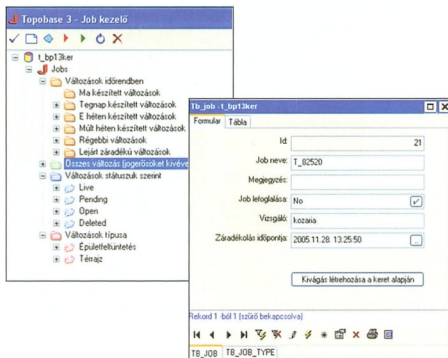 Topobase 3 - Job kezelő
t_bp13ker
Jobs
Változások időrendben
Ma készített változások
Tegnap készített változások
E héten készített változások
Múlt héten készített változások
Régebbi változások
Lejárt záradékú változások
Összes változás (jogerősöket kivéve
Változások státuszuk szerint
Live
Pending
Open
Deleted
Változások típusa
Épületfeltüntetés
Térrajz
Tb_job - t_bp13ker
Formular Tábla
Id: 21
Job neve: T_82520
Megjegyzés:
Job lefoglalása: No
Vizsgáló: kozaria
Záradékolás időpontja: 2005.11.28. 13:25:50
...
Kivágás létrehozása a keret alapján
Rekord 1 -ból 1 (szűrő bekapcsolva)
TB_JOB TB_JOB_TYPE